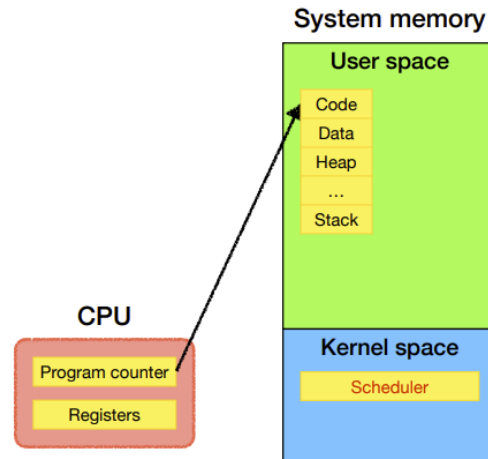 System memory
User space
Code
Data
Heap
...
Stack
CPU
Program counter
Registers
Kernel space
Scheduler